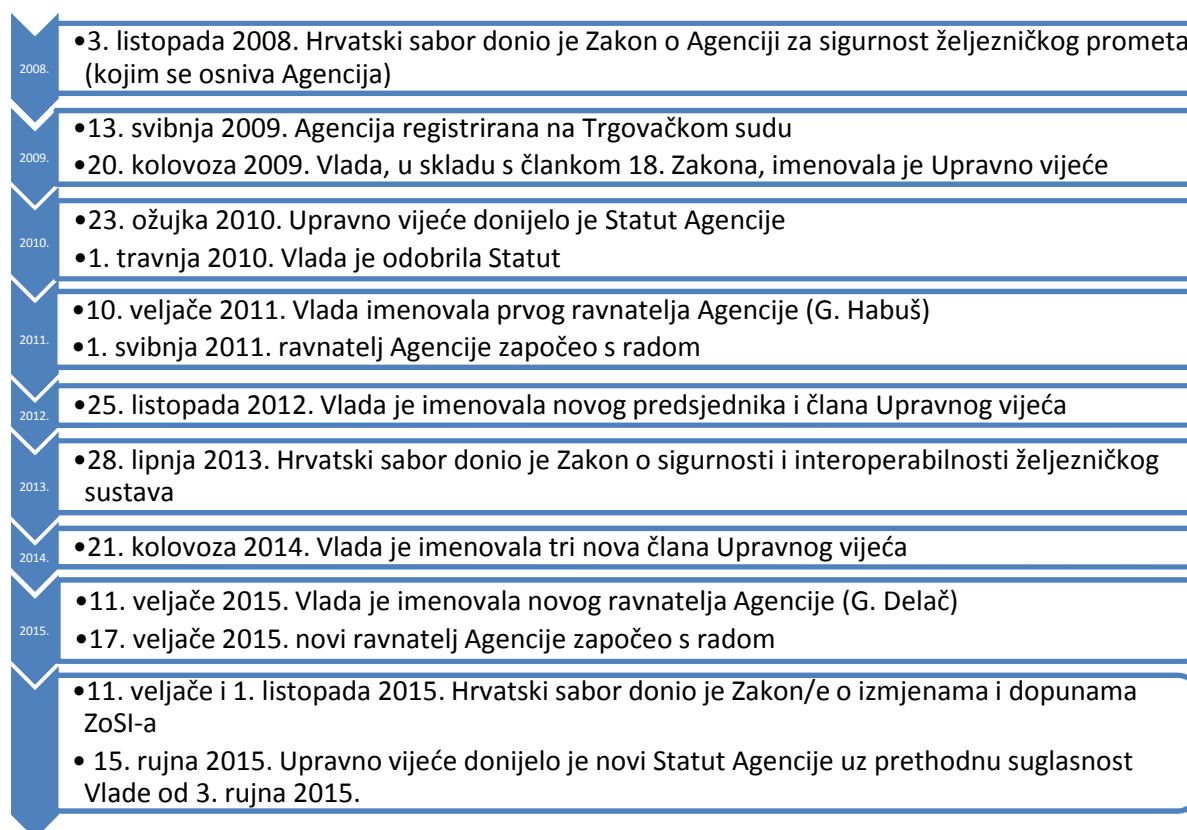 2008.
•3. listopada 2008. Hrvatski sabor donio je Zakon o Agenciji za sigurnost željezničkog prometa
(kojim se osniva Agencija)
2009.
•13. svibnja 2009. Agencija registrirana na Trgovačkom sudu
•20. kolovoza 2009. Vlada, u skladu s člankom 18. Zakona, imenovala je Upravno vijeće
2010.
•23. ožujka 2010. Upravno vijeće donijelo je Statut Agencije
•1. travnja 2010. Vlada je odobrila Statut
2011.
•10. veljače 2011. Vlada imenovala prvog ravnatelja Agencije (G. Habuš)
•1. svibnja 2011. ravnatelj Agencije započeo s radom
2012.
•25. listopada 2012. Vlada je imenovala novog predsjednika i člana Upravnog vijeća
2013.
•28. lipnja 2013. Hrvatski sabor donio je Zakon o sigurnosti i interoperabilnosti željezničkog
sustava
2014.
•21. kolovoza 2014. Vlada je imenovala tri nova člana Upravnog vijeća
2015.
•11. veljače 2015. Vlada je imenovala novog ravnatelja Agencije (G. Delač)
•17. veljače 2015. novi ravnatelj Agencije započeo s radom
•11. veljače i 1. listopada 2015. Hrvatski sabor donio je Zakon/e o izmjenama i dopunama
ZoSI-a
• 15. rujna 2015. Upravno vijeće donijelo je novi Statut Agencije uz prethodnu suglasnost
Vlade od 3. rujna 2015.